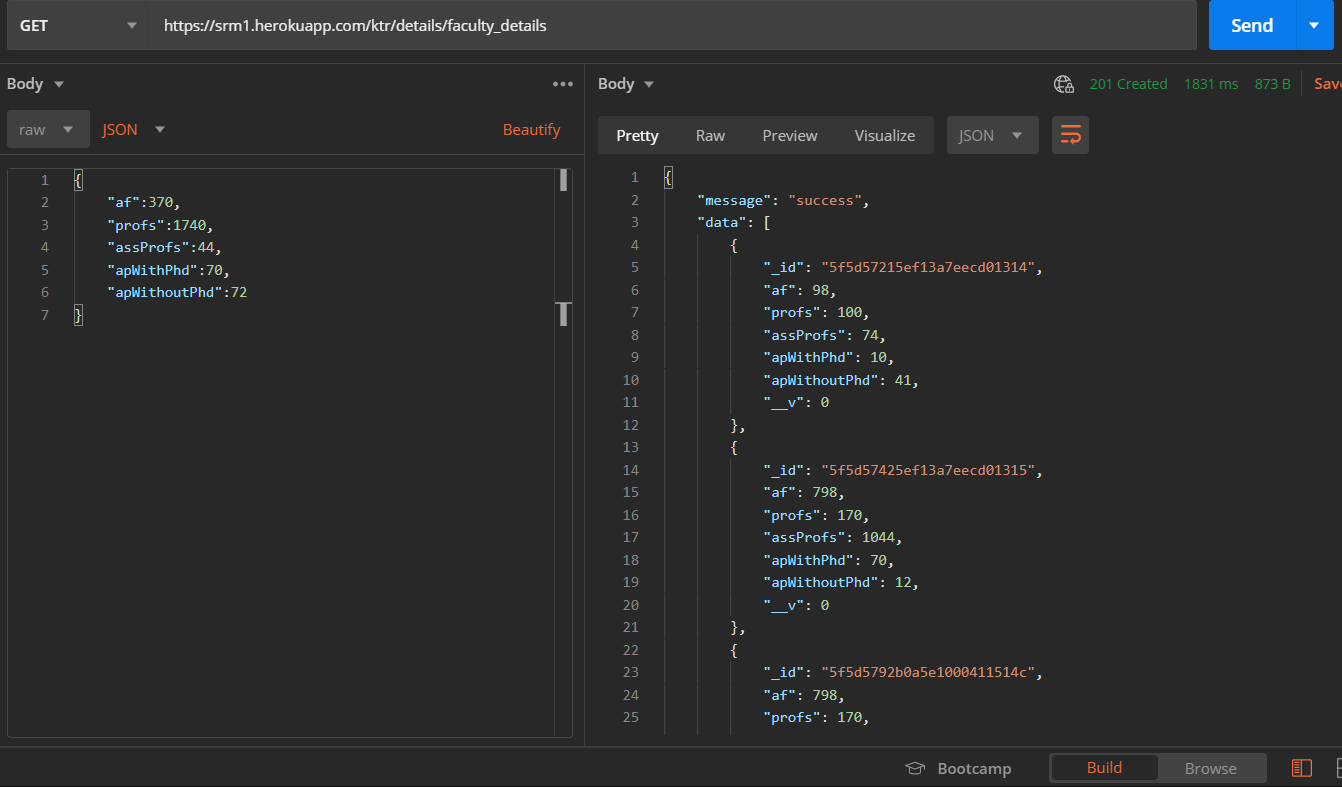 GET https://srm1.herokuapp.com/ktr/details/faculty_details Send
Body
raw JSON Beautify
1 {
2 "af":370,
3 "profs":1740,
4 "assProfs":44,
5 "apWithPhd":70,
6 "apWithoutPhd":72
7 }
Body 201 Created 1831 ms 873 B Sav
Pretty Raw Preview Visualize JSON
1 {
2 "message": "success",
3 "data": [
4 {
5 "_id": "5f5d57215ef13a7eecd01314",
6 "af": 98,
7 "profs": 100,
8 "assProfs": 74,
9 "apWithPhd": 10,
10 "apWithoutPhd": 41,
11 "__v": 0
12 },
13 {
14 "_id": "5f5d57425ef13a7eecd01315",
15 "af": 798,
16 "profs": 170,
17 "assProfs": 1044,
18 "apWithPhd": 70,
19 "apWithoutPhd": 12,
20 "__v": 0
21 },
22 {
23 "_id": "5f5d5792b0a5e1000411514c",
24 "af": 798,
25 "profs": 170,
Bootcamp Build Browse